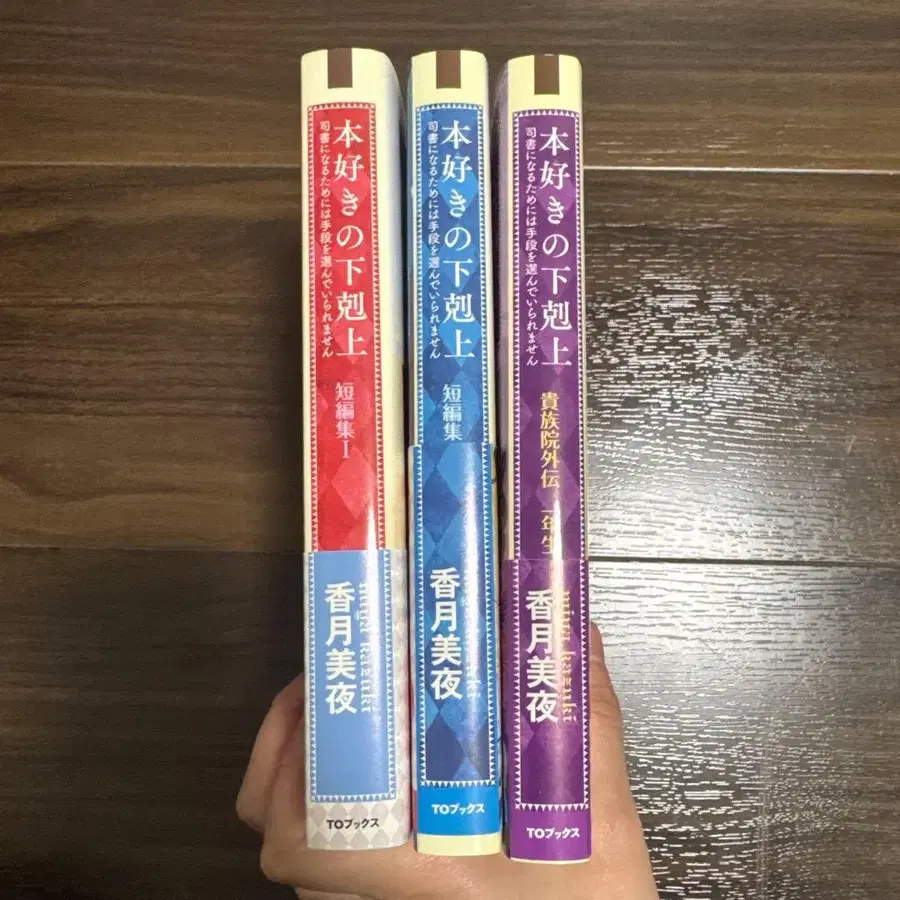 本好きの下剋上
司書になるためには手段を選んでいられません
短編集Ⅰ
香月美夜
TOブックス
本好きの下剋上
司書になるためには手段を選んでいられません
短編集
香月美夜
TOブックス
本好きの下剋上
司書になるためには手段を選んでいられません
貴族院外伝 一年生
香月美夜
miya kazuki
TOブックス